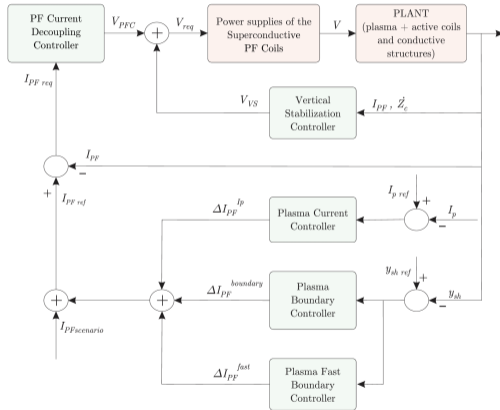 PF Current
Decoupling
Controller
V_PFC
+
V_req
Power supplies of the
Superconductive
PF Coils
V
PLANT
(plasma + active coils
and conductive
structures)
I_PF req
V_VS
Vertical
Stabilization
Controller
I_PF , Ż_c
I_PF
−
+
I_PF ref
ΔI_PF^Ip
Plasma Current
Controller
I_p ref
+
I_p
−
+
I_PFscenario
+
ΔI_PF^boundary
Plasma
Boundary
Controller
y_sh ref
+
y_sh
−
ΔI_PF^fast
Plasma Fast
Boundary
Controller